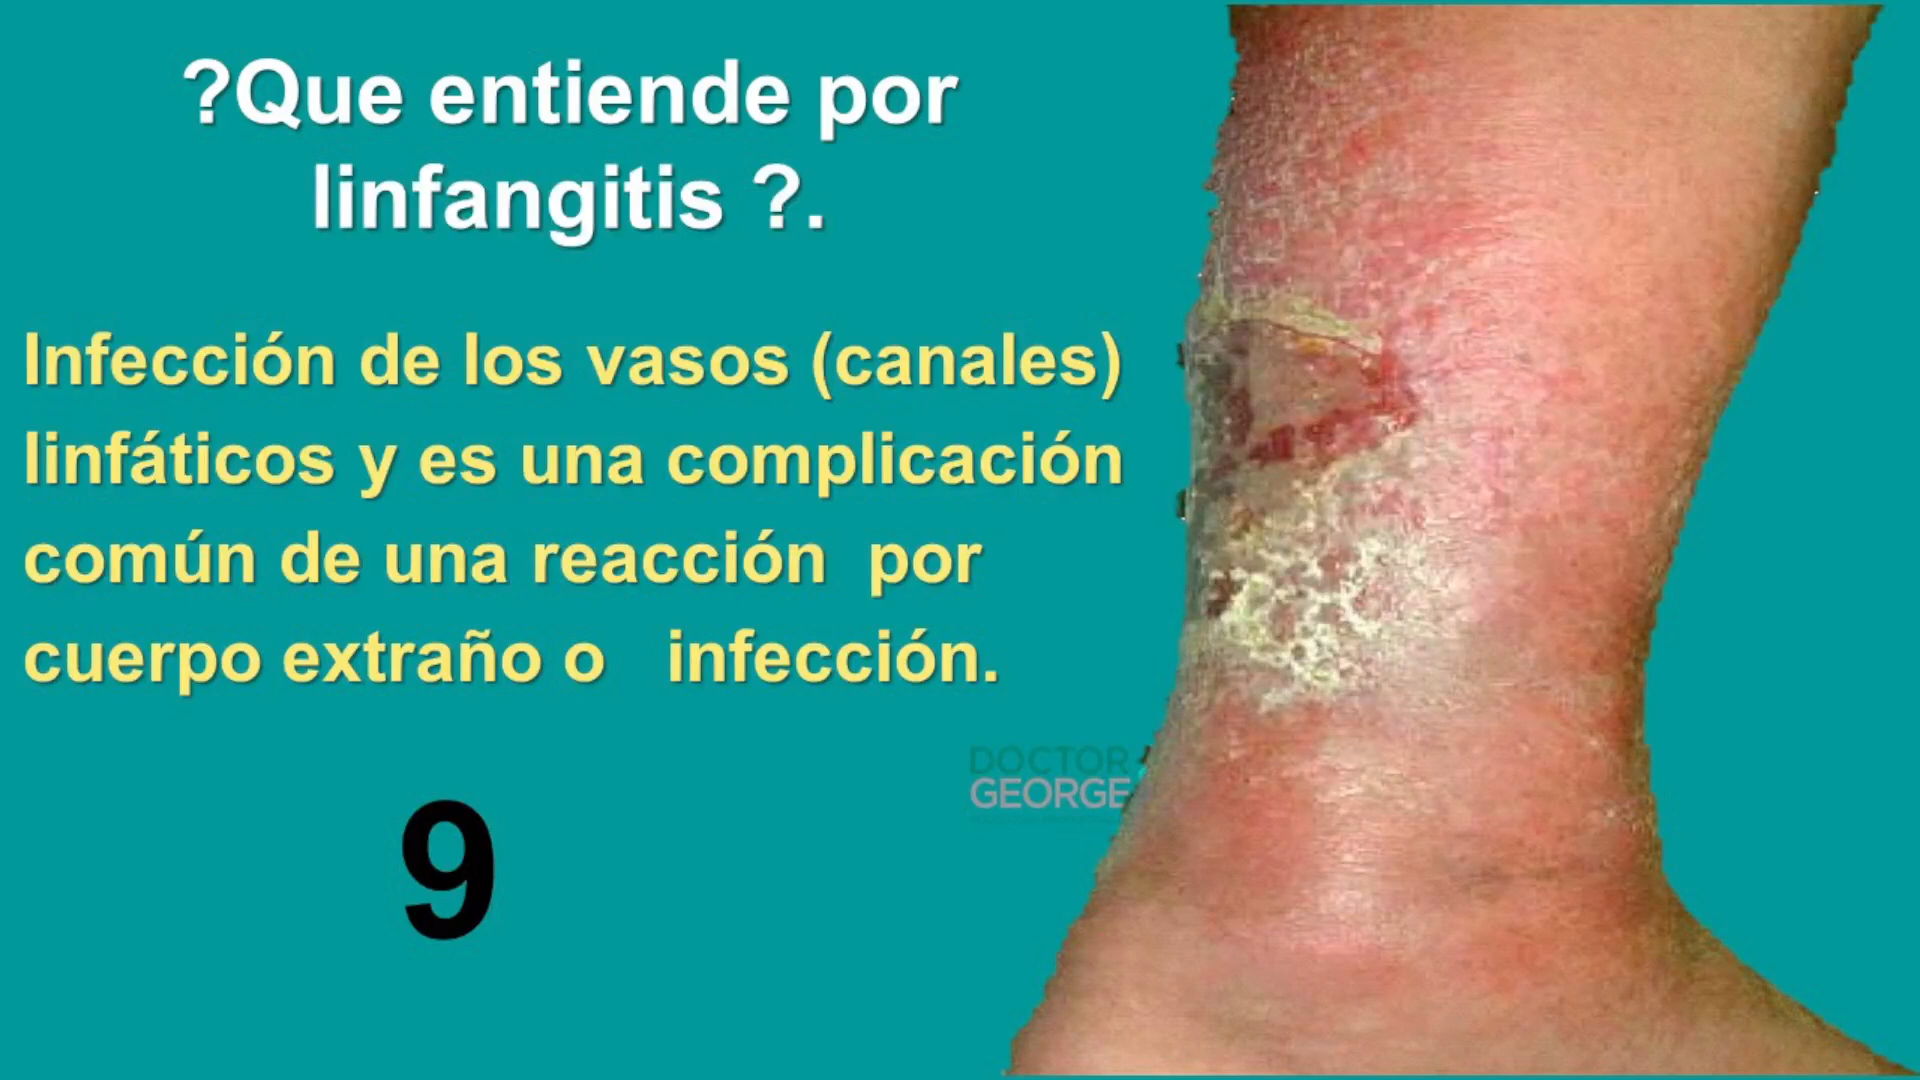 ?Que entiende por
linfangitis ?.
Infección de los vasos (canales)
linfáticos y es una complicación
común de una reacción por
cuerpo extraño o infección.
DOCTOR
GEORGE
9